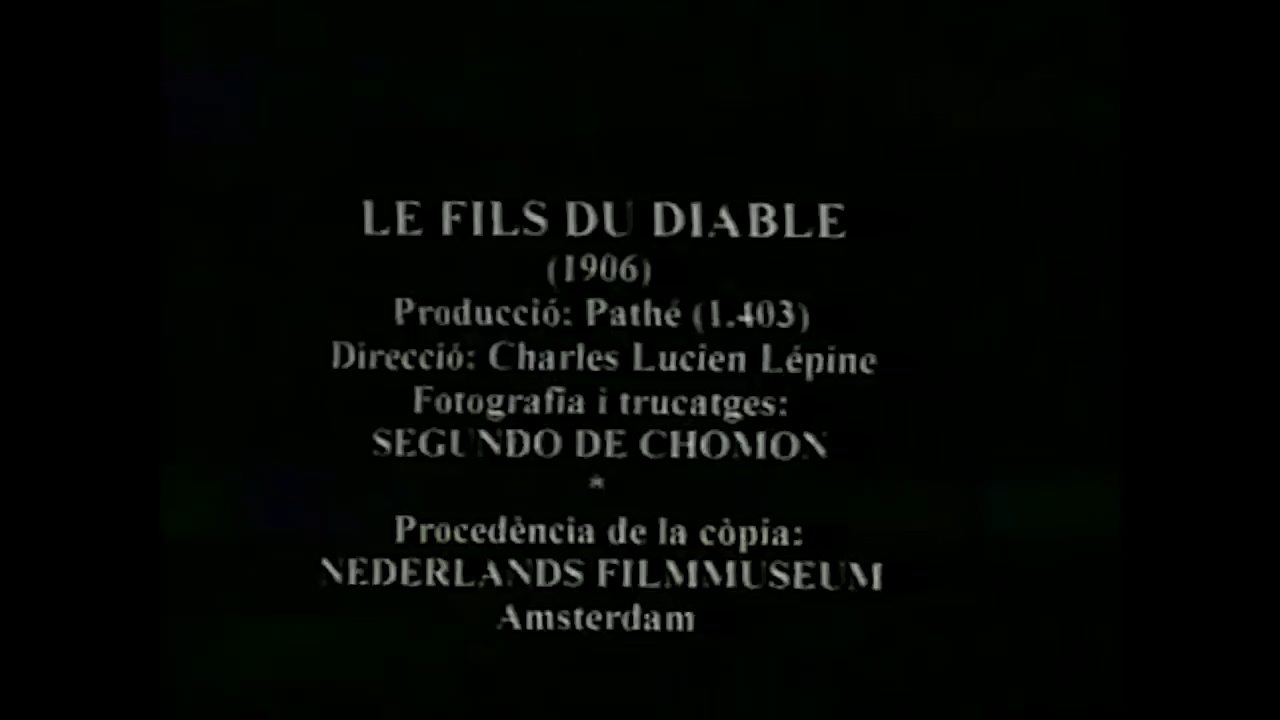 LE FILS DU DIABLE
(1906)
Producció: Pathé (1.403)
Direcció: Charles Lucien Lépine
Fotografia i trucatges:
SEGUNDO DE CHOMON
*
Procedència de la còpia:
NEDERLANDS FILMMUSEUM
Amsterdam